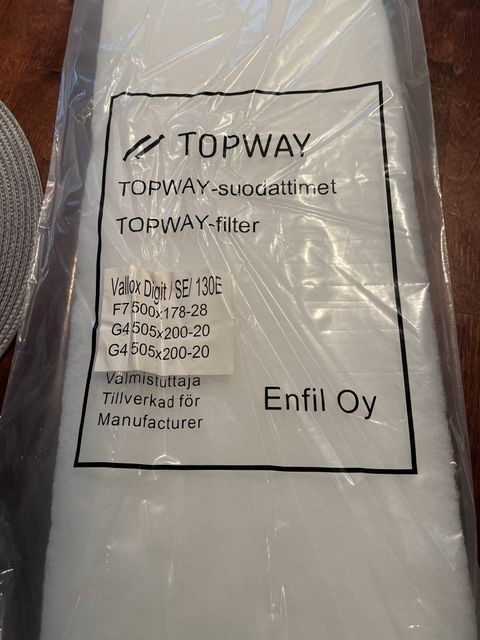 TOPWAY
TOPWAY-suodattimet
TOPWAY-filter
Vallox Digit / SE/ 130E
F7 500x178-28
G4 505x200-20
G4 505x200-20
Valmistuttaja
Tillverkad för
Manufacturer
Enfil Oy